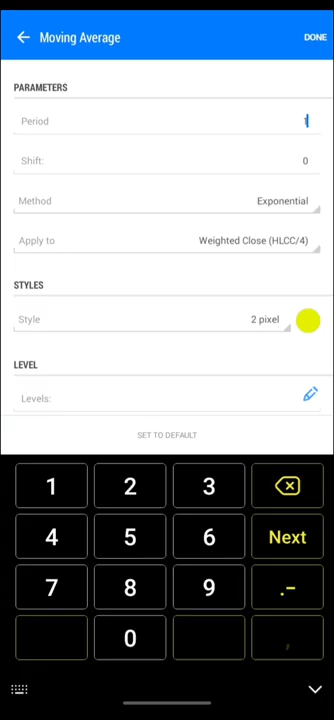 Moving Average
DONE
PARAMETERS
Period 1
Shift: 0
Method Exponential
Apply to Weighted Close (HLCC/4)
STYLES
Style 2 pixel
LEVEL
Levels:
SET TO DEFAULT
1 2 3
4 5 6 Next
7 8 9 .-
0 ,